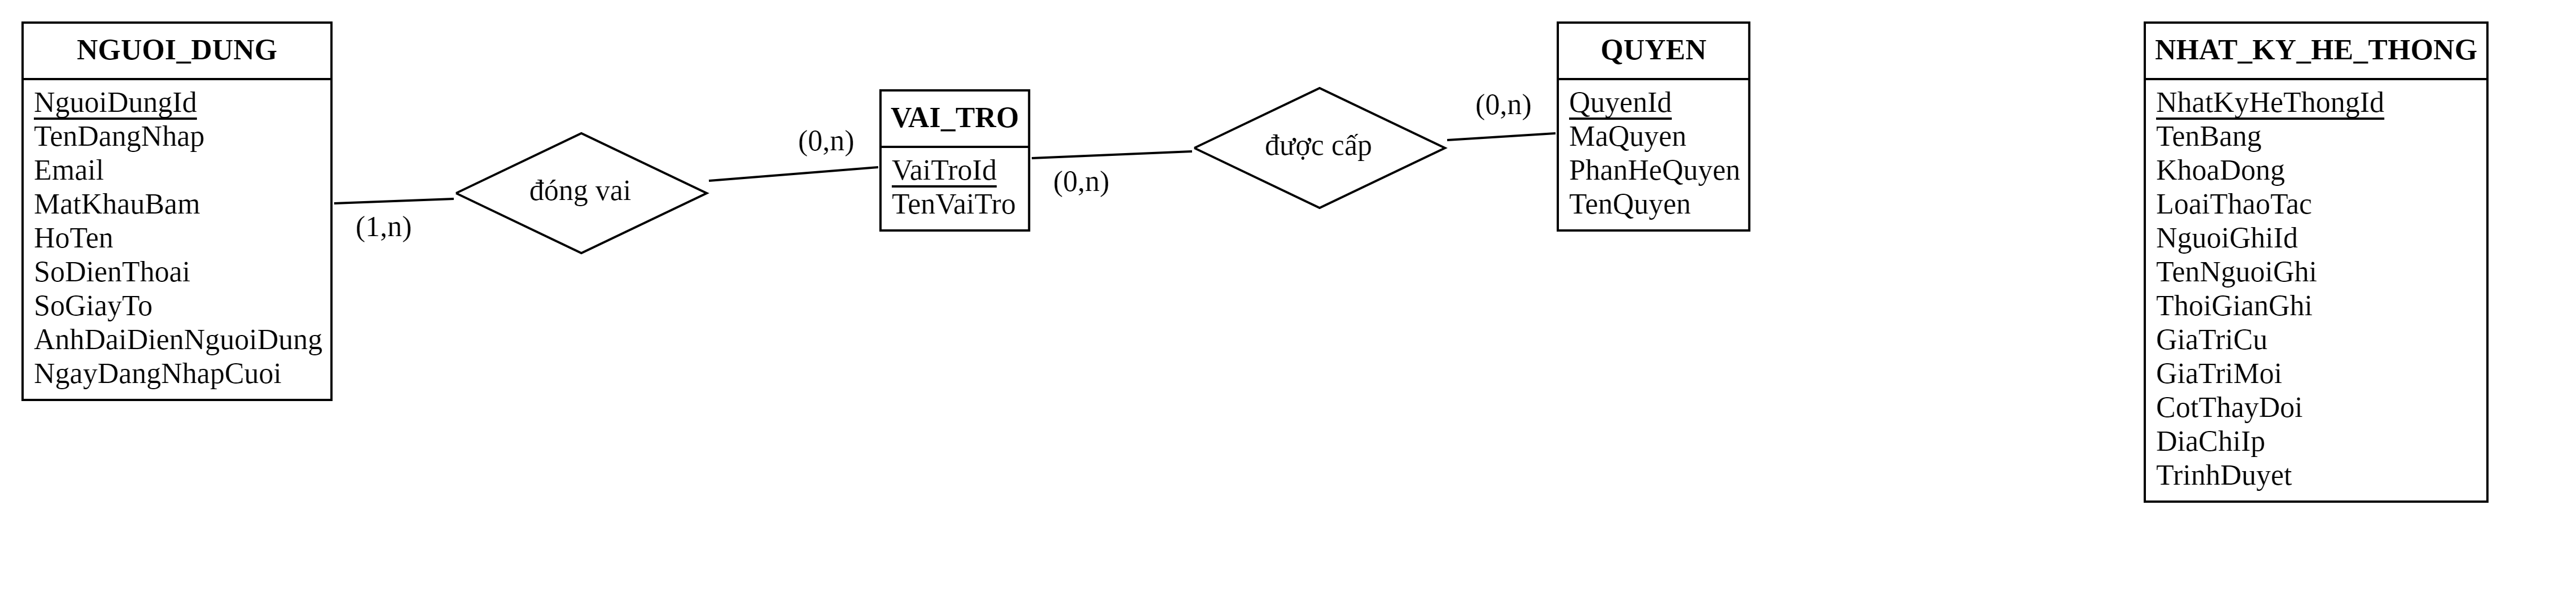 NGUOI_DUNG
NguoiDungId
TenDangNhap
Email
MatKhauBam
HoTen
SoDienThoai
SoGiayTo
AnhDaiDienNguoiDung
NgayDangNhapCuoi
(1,n)
đóng vai
(0,n)
VAI_TRO
VaiTroId
TenVaiTro
(0,n)
được cấp
(0,n)
QUYEN
QuyenId
MaQuyen
PhanHeQuyen
TenQuyen
NHAT_KY_HE_THONG
NhatKyHeThongId
TenBang
KhoaDong
LoaiThaoTac
NguoiGhiId
TenNguoiGhi
ThoiGianGhi
GiaTriCu
GiaTriMoi
CotThayDoi
DiaChiIp
TrinhDuyet